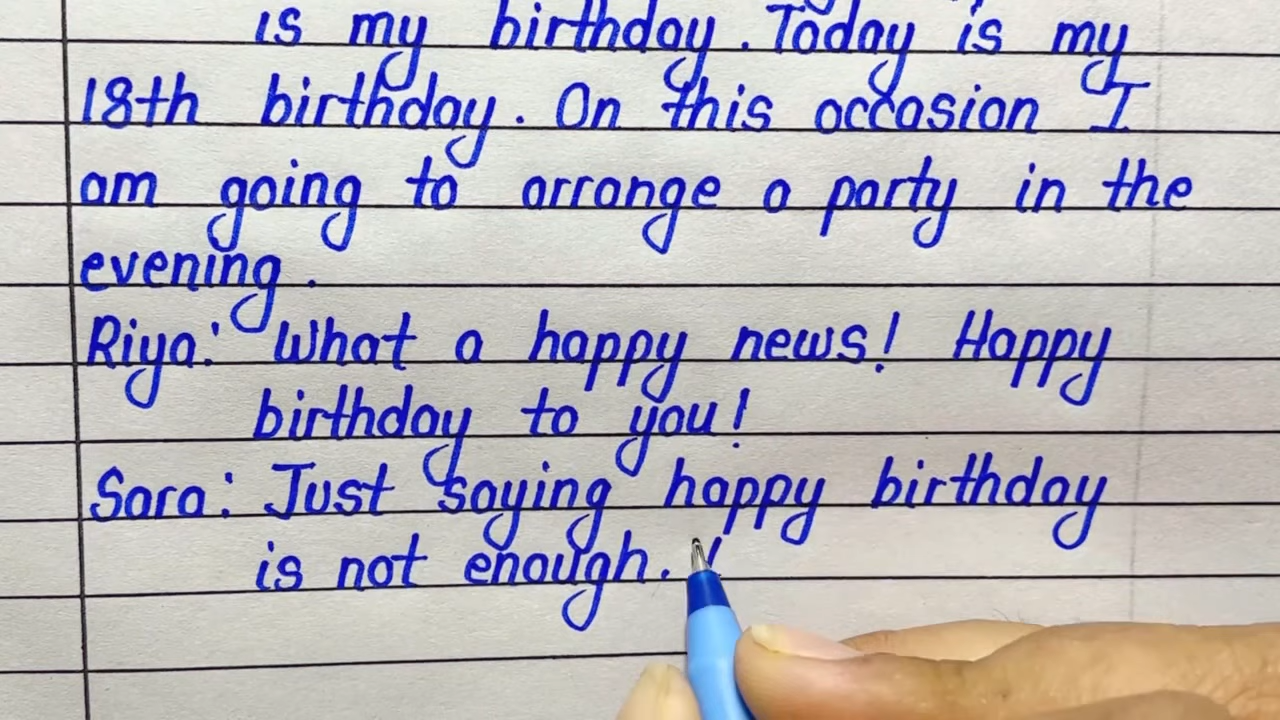 is my birthday. Today is my
18th birthday. On this occasion I
am going to arrange a party in the
evening.
Riya: What a happy news! Happy
birthday to you!
Sara: Just saying happy birthday
is not enough.